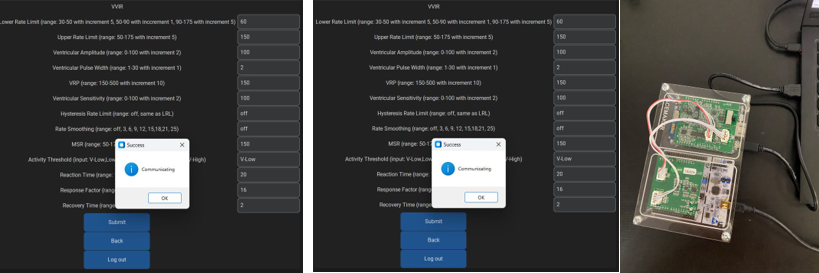 VVIR
Lower Rate Limit (range: 30-50 with increment 5, 50-90 with inccrement 1, 90-175 with increment 5)
60
Upper Rate Limit (range: 50-175 with increment 5)
150
Ventricular Amplitude (range: 0-100 with increment 2)
100
Ventricular Pulse Width (range: 1-30 with increment 1)
2
VRP (range: 150-500 with increment 10)
150
Ventricular Sensitivity (range: 0-100 with increment 2)
100
Hysteresis Rate Limit (range: off, same as LRL)
off
Rate Smoothing (range: off, 3, 6, 9, 12, 15,18,21, 25)
off
MSR (range: 50-1
150
Activity Threshold (input: V-Low,Low
V-High)
V-Low
Reaction Time (range:
20
Response Factor (range
16
Recovery Time (range
2
Success
Communicating
OK
Submit
Back
Log out
VVIR
Lower Rate Limit (range: 30-50 with increment 5, 50-90 with inccrement 1, 90-175 with increment 5)
60
Upper Rate Limit (range: 50-175 with increment 5)
150
Ventricular Amplitude (range: 0-100 with increment 2)
100
Ventricular Pulse Width (range: 1-30 with increment 1)
2
VRP (range: 150-500 with increment 10)
150
Ventricular Sensitivity (range: 0-100 with increment 2)
100
Hysteresis Rate Limit (range: off, same as LRL)
off
Rate Smoothing (range: off, 3, 6, 9, 12, 15,18,21, 25)
off
MSR (range: 50-1
150
Activity Threshold (input: V-Low,Low
V-High)
V-Low
Reaction Time (range:
20
Response Factor (range
16
Recovery Time (range
2
Success
Communicating
OK
Submit
Back
Log out